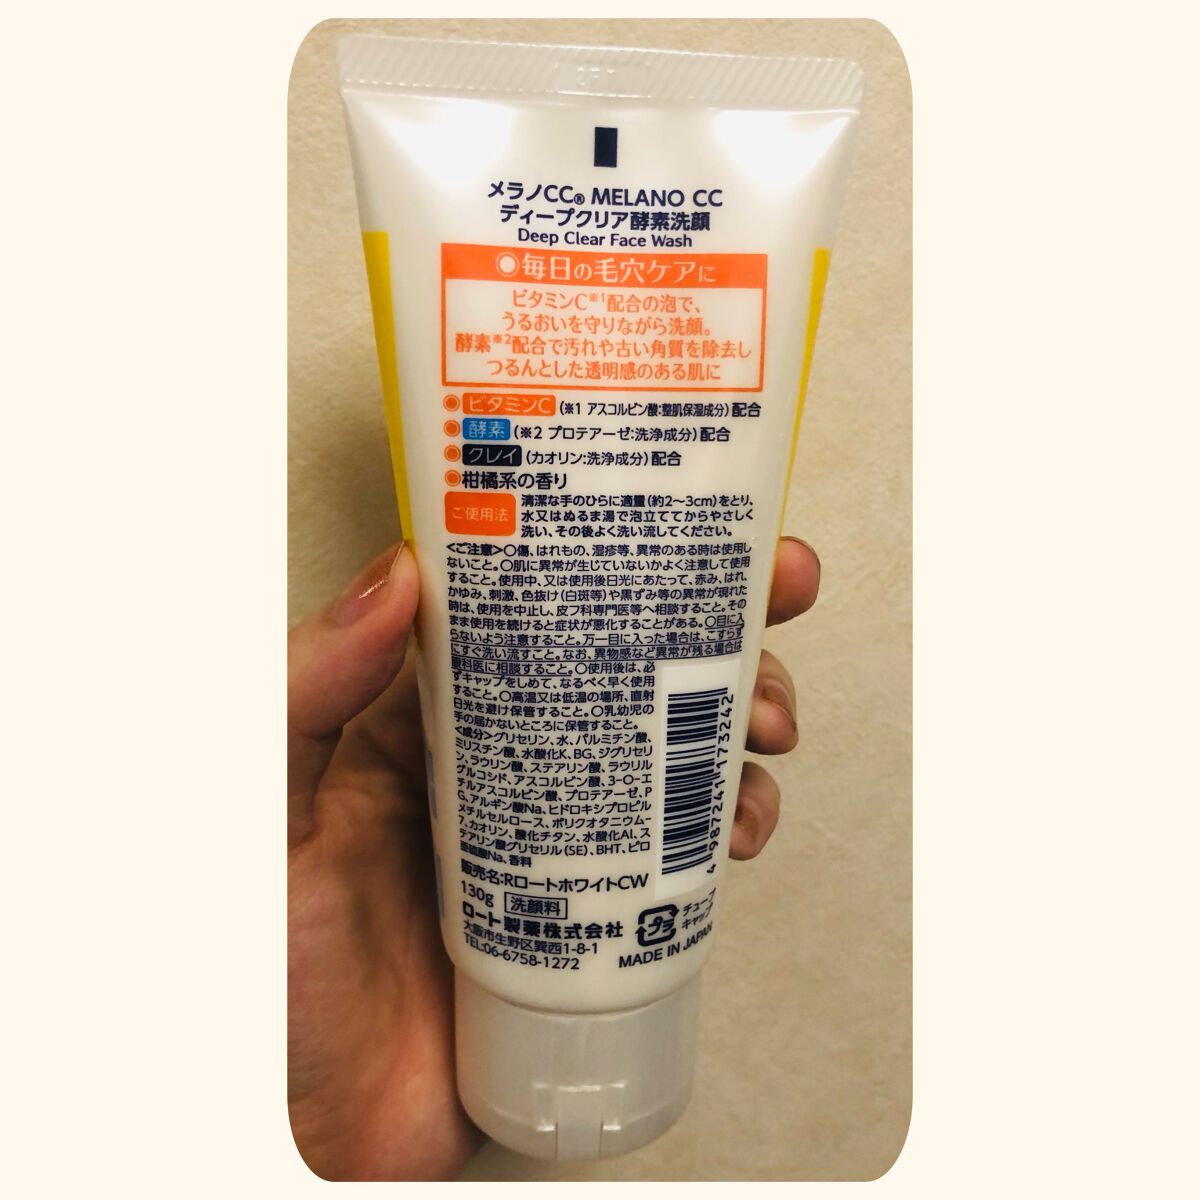 メラノCC® MELANO CC
ディープクリア酵素洗顔
Deep Clear Face Wash
◉毎日の毛穴ケアに
ビタミンC※1配合の泡で、
うるおいを守りながら洗顔。
酵素※2配合で汚れや古い角質を除去し
つるんとした透明感のある肌に
◉ビタミンC(※1 アスコルビン酸:整肌保湿成分)配合
◉酵素(※2 プロテアーゼ:洗浄成分)配合
◉クレイ(カオリン:洗浄成分)配合
◉柑橘系の香り
ご使用法
清潔な手のひらに適量(約2〜3cm)をとり、
水又はぬるま湯で泡立ててからやさしく
洗い、その後よく洗い流してください。
<ご注意>○傷、はれもの、湿疹等、異常のある時は使用し
ないこと。○肌に異常が生じていないかよく注意して使用
すること。使用中、又は使用後日光にあたって、赤み、はれ、
かゆみ、刺激、色抜け(白斑等)や黒ずみ等の異常が現れた
時は、使用を中止し、皮フ科専門医等へ相談すること。その
まま使用を続けると症状が悪化することがある。○目に入
らないよう注意すること。万一目に入った場合は、こすらず
にすぐ洗い流すこと。なお、異物感など異常が残る場合は、
眼科医に相談すること。○使用後は、必
ずキャップをしめて、なるべく早く使用
すること。○高温又は低温の場所、直射
日光を避け保管すること。○乳幼児の
手の届かないところに保管すること。
<成分>グリセリン、水、パルミチン酸、
ミリスチン酸、水酸化K、BG、ジグリセリ
ン、ラウリン酸、ステアリン酸、ラウリル
グルコシド、アスコルビン酸、3-O-エ
チルアスコルビン酸、プロテアーゼ、P
G、アルギン酸Na、ヒドロキシプロピル
メチルセルロース、ポリクオタニウム-
7、カオリン、酸化チタン、水酸化Al、ス
テアリン酸グリセリル(SE)、BHT、ピロ
亜硫酸Na、香料
販売名:RロートホワイトCW
130g 洗顔料
ロート製薬株式会社
大阪市生野区巽西1-8-1
TEL:06-6758-1272
4 987241 173242
プラ
チューブ
キャップ
MADE IN JAPAN